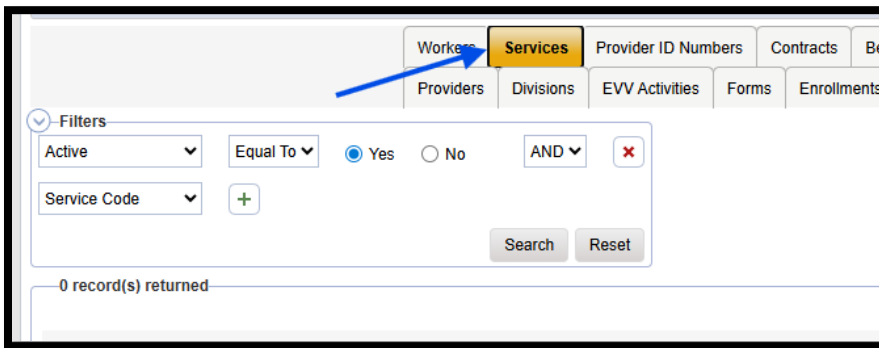 Workers Services Provider ID Numbers Contracts
Providers Divisions EVV Activities Forms Enrollments
Filters
Active Equal To Yes No AND
Service Code
Search Reset
0 record(s) returned